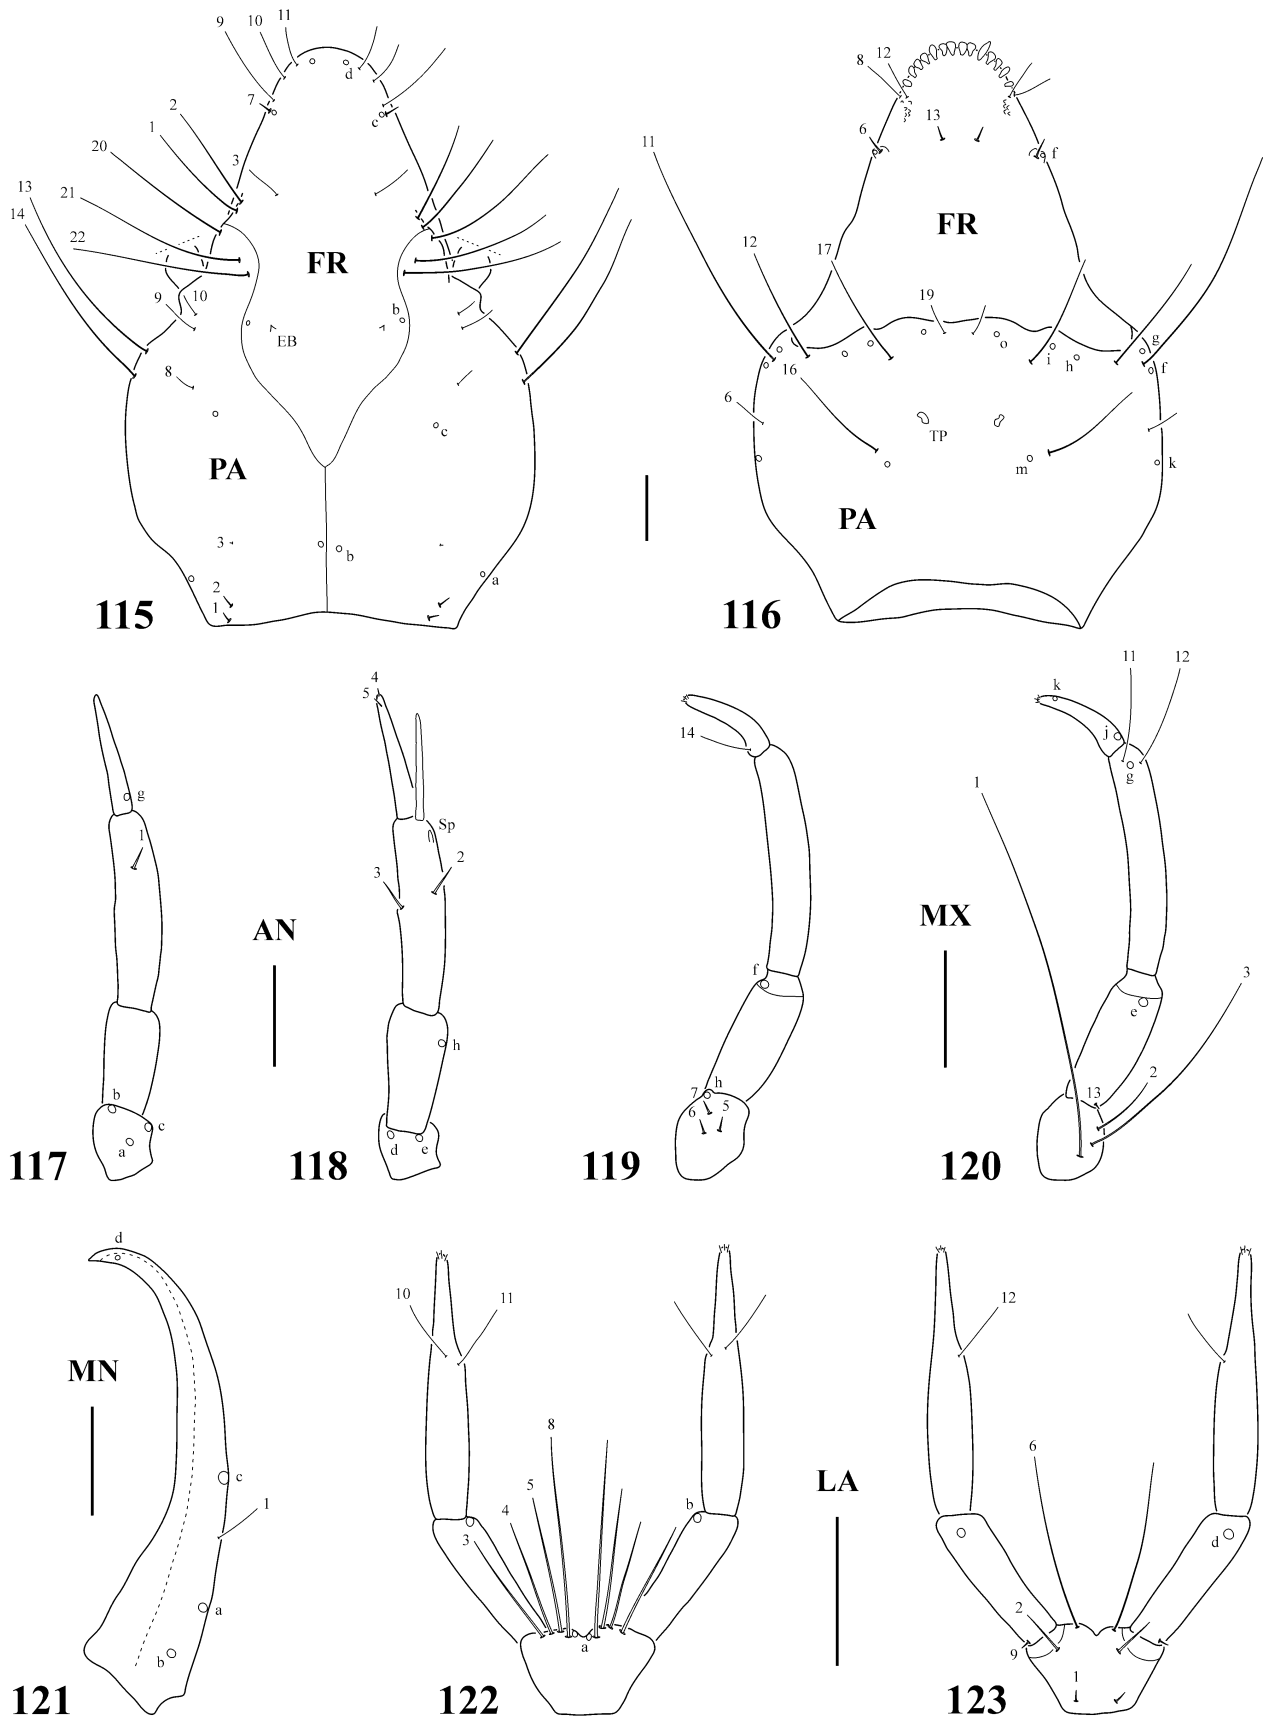 9 10 11
d
7
c
2
1
3
20
13
21
14
22
FR
9 10
b
EB
8
c
PA
3
b
2
a
1
115
8 12
13
6
f
11
FR
12 17
19
o i h g
f
16
6
TP
m
k
PA
116
g
1
b
c
a
117
AN
4
5
Sp
2
3
h
d e
118
14
f
7 h
6 5
119
MX
k
11 12
j
g
1
3
e
2
13
120
d
MN
c
1
a
b
121
10
11
8
5
4
3
b
a
122
LA
12
6
d
2
9
1
123